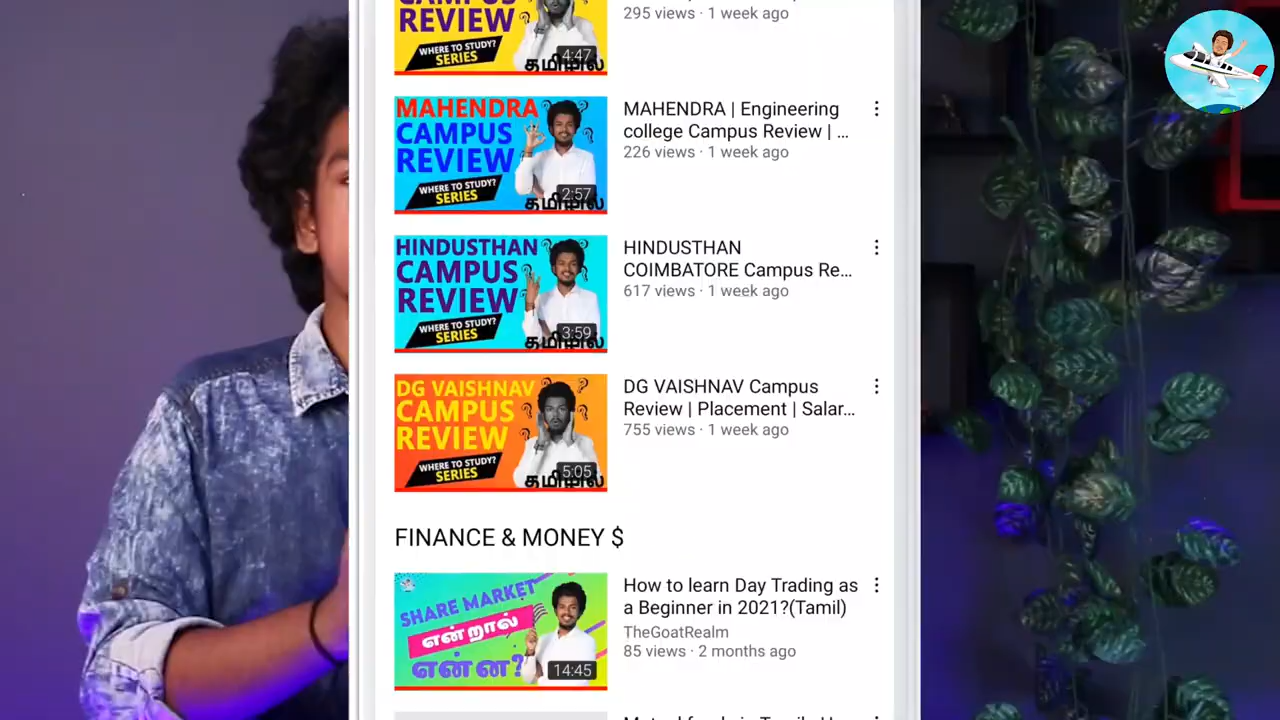 REVIEW
WHERE TO STUDY?
SERIES
4:47
தமிழில்
295 views · 1 week ago
MAHENDRA
CAMPUS
REVIEW
WHERE TO STUDY?
SERIES
2:57
தமிழில்
MAHENDRA | Engineering
college Campus Review | ...
226 views · 1 week ago
HINDUSTHAN
CAMPUS
REVIEW
WHERE TO STUDY?
SERIES
3:59
தமிழில்
HINDUSTHAN
COIMBATORE Campus Re...
617 views · 1 week ago
DG VAISHNAV
CAMPUS
REVIEW
WHERE TO STUDY?
SERIES
5:05
தமிழில்
DG VAISHNAV Campus
Review | Placement | Salar...
755 views · 1 week ago
FINANCE & MONEY $
SHARE MARKET
என்றால்
என்ன?
14:45
How to learn Day Trading as
a Beginner in 2021?(Tamil)
TheGoatRealm
85 views · 2 months ago